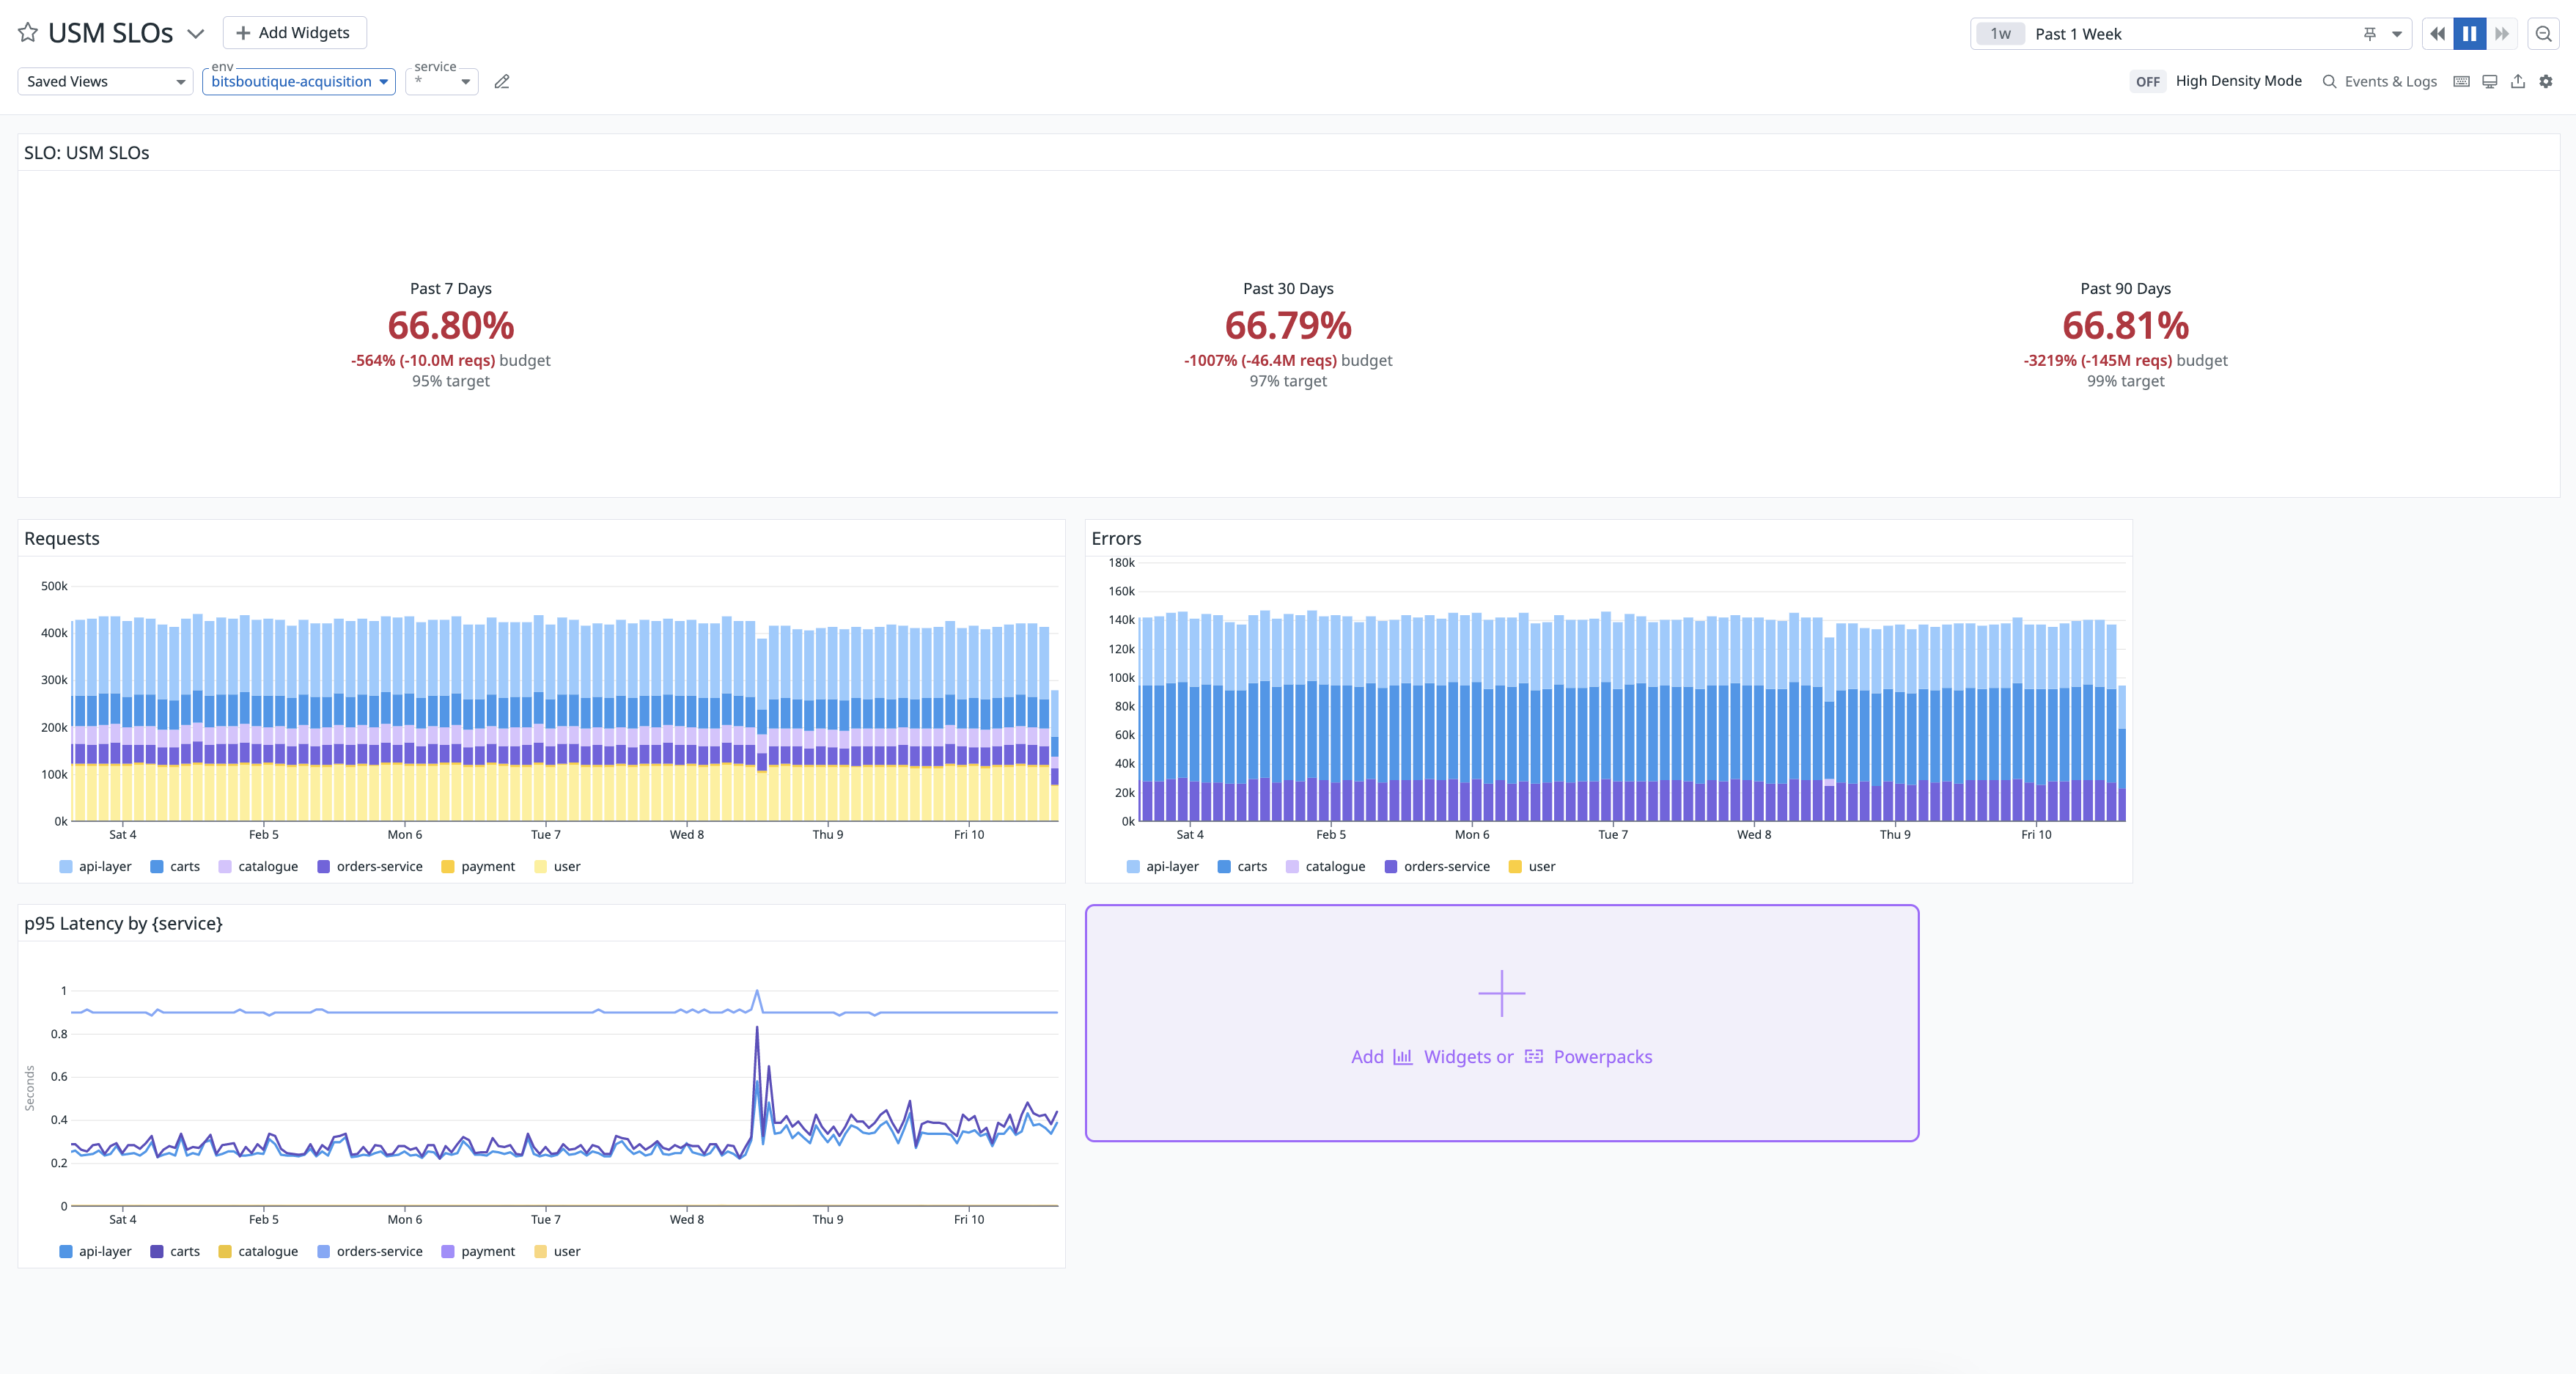 USM SLOs
Add Widgets
1w Past 1 Week
Saved Views
env
bitsboutique-acquisition
service
*
OFF High Density Mode
Events & Logs
SLO: USM SLOs
Past 7 Days
66.80%
-564% (-10.0M reqs) budget
95% target
Past 30 Days
66.79%
-1007% (-46.4M reqs) budget
97% target
Past 90 Days
66.81%
-3219% (-145M reqs) budget
99% target
Requests
500k
400k
300k
200k
100k
0k
Sat 4 Feb 5 Mon 6 Tue 7 Wed 8 Thu 9 Fri 10
api-layer carts catalogue orders-service payment user
Errors
180k
160k
140k
120k
100k
80k
60k
40k
20k
0k
Sat 4 Feb 5 Mon 6 Tue 7 Wed 8 Thu 9 Fri 10
api-layer carts catalogue orders-service user
p95 Latency by {service}
Seconds
1
0.8
0.6
0.4
0.2
0
Sat 4 Feb 5 Mon 6 Tue 7 Wed 8 Thu 9 Fri 10
api-layer carts catalogue orders-service payment user
Add Widgets or Powerpacks